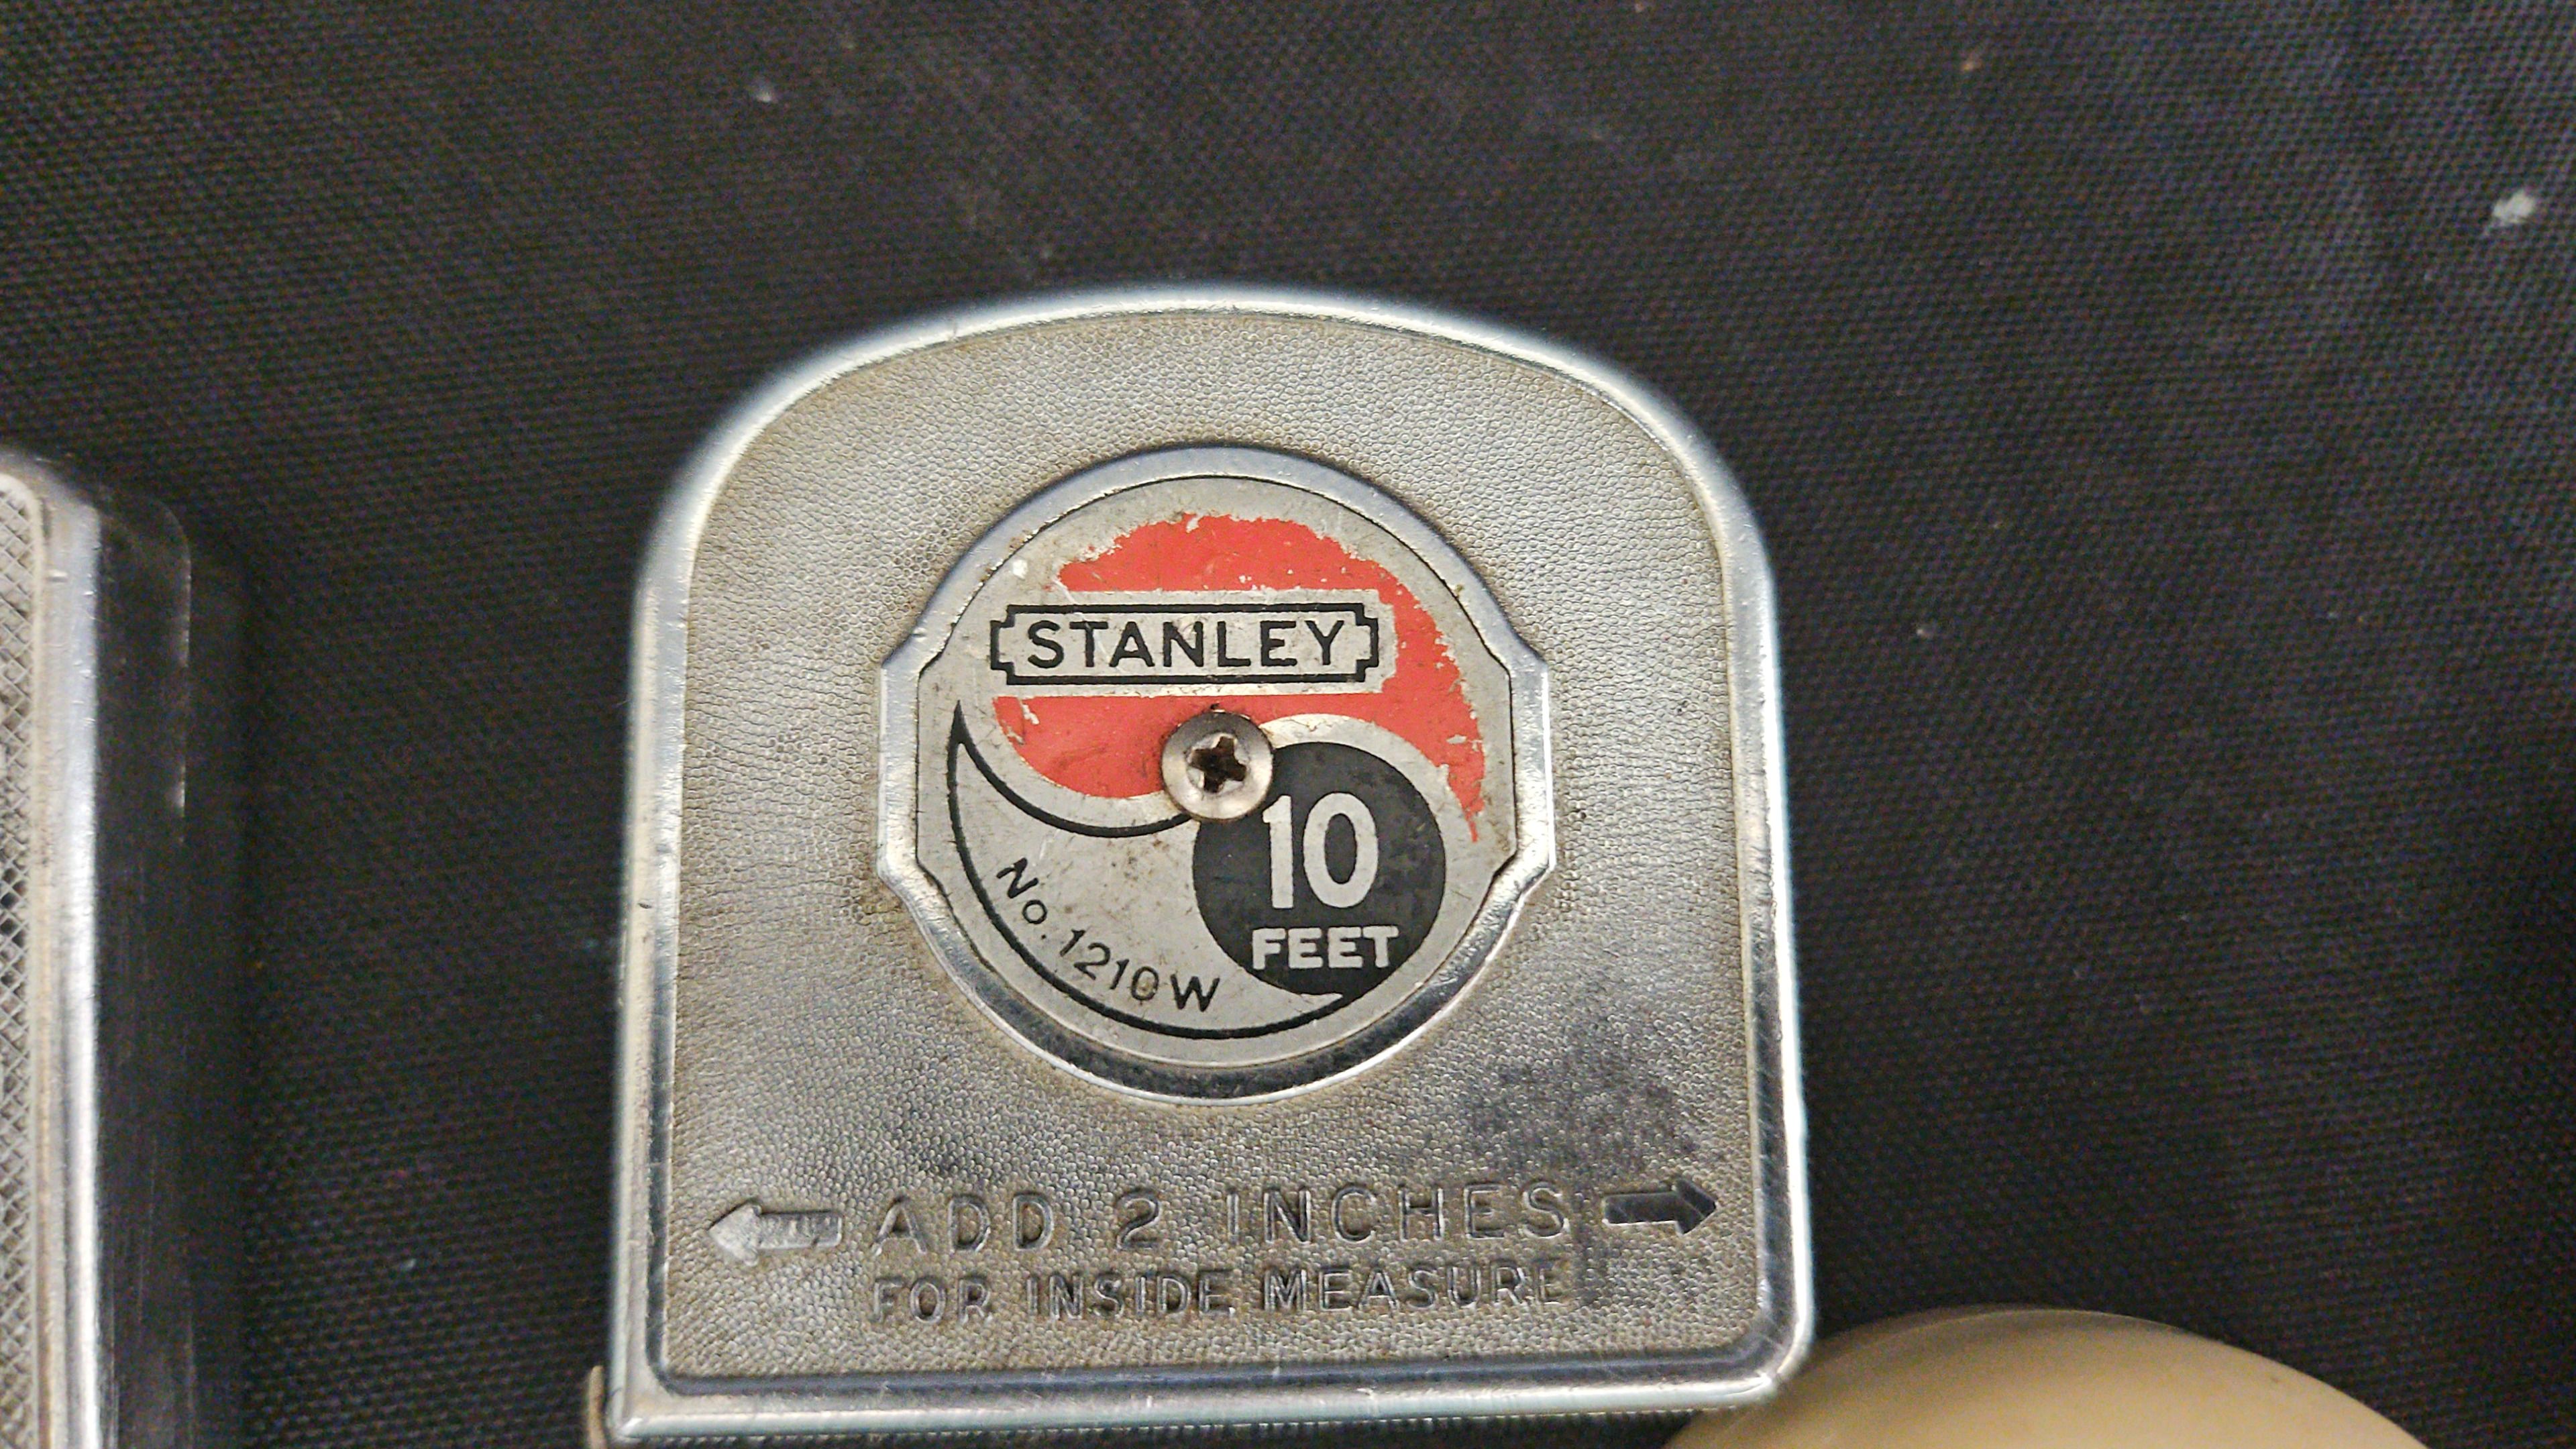 STANLEY
10
FEET
No. 1210W
ADD 2 INCHES
FOR INSIDE MEASURE